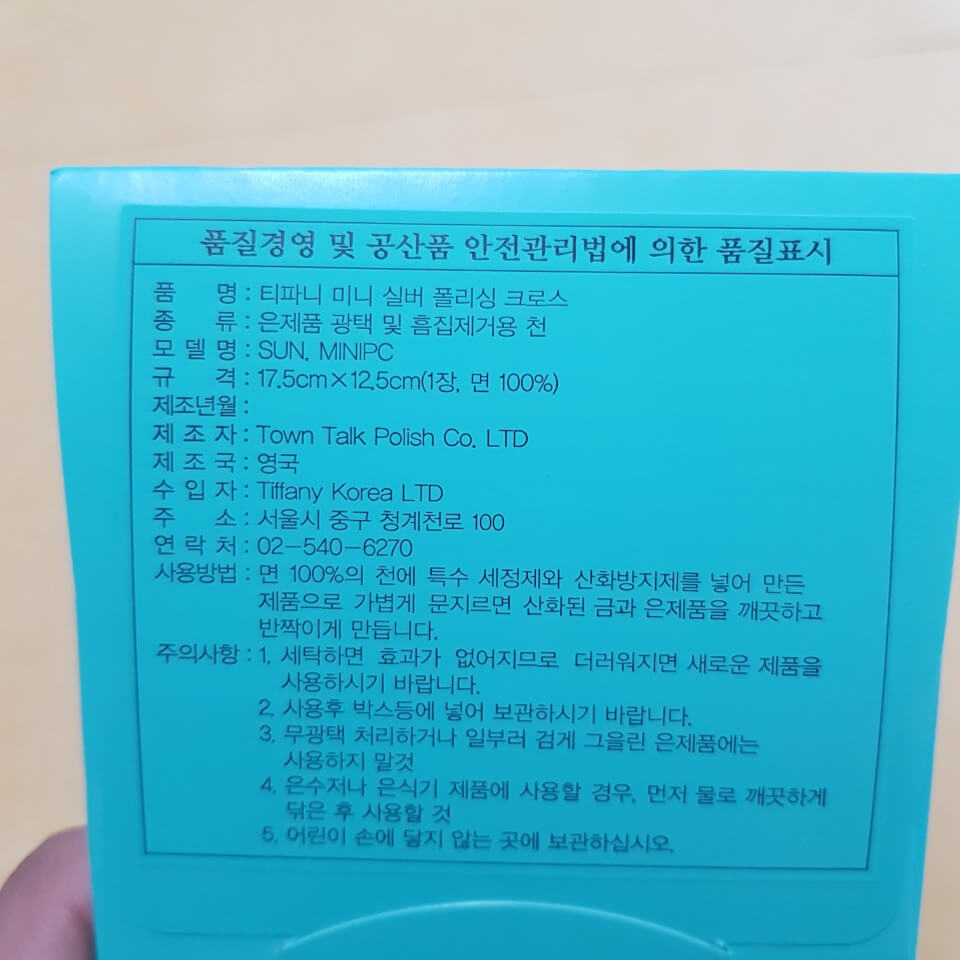 품질경영 및 공산품 안전관리법에 의한 품질표시
품 명 : 티파니 미니 실버 폴리싱 크로스
종 류 : 은제품 광택 및 흠집제거용 천
모 델 명 : SUN. MINIPC
규 격 : 17.5cm×12.5cm(1장, 면 100%)
제조년월 :
제 조 자 : Town Talk Polish Co. LTD
제 조 국 : 영국
수 입 자 : Tiffany Korea LTD
주 소 : 서울시 중구 청계천로 100
연 락 처 : 02-540-6270
사용방법 : 면 100%의 천에 특수 세정제와 산화방지제를 넣어 만든
제품으로 가볍게 문지르면 산화된 금과 은제품을 깨끗하고
반짝이게 만듭니다.
주의사항 : 1. 세탁하면 효과가 없어지므로 더러워지면 새로운 제품을
사용하시기 바랍니다.
2. 사용후 박스등에 넣어 보관하시기 바랍니다.
3. 무광택 처리하거나 일부러 검게 그을린 은제품에는
사용하지 말것
4. 은수저나 은식기 제품에 사용할 경우, 먼저 물로 깨끗하게
닦은 후 사용할 것
5. 어린이 손에 닿지 않는 곳에 보관하십시오.